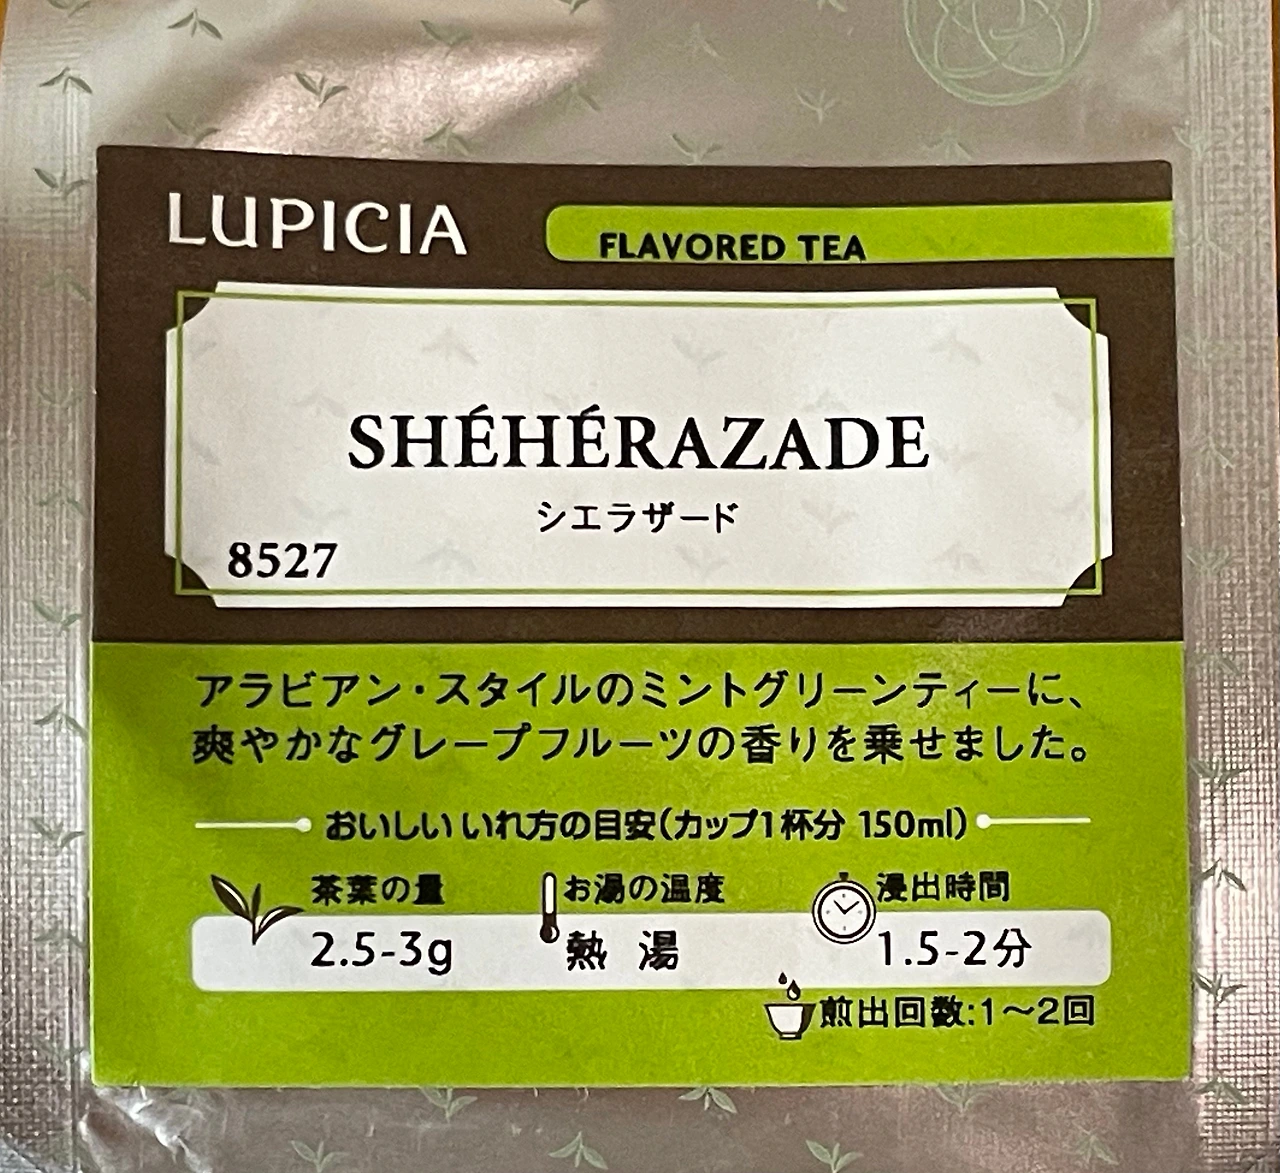 LUPICIA
FLAVORED TEA
SHÉHÉRAZADE
シエラザード
8527
アラビアン・スタイルのミントグリーンティーに、
爽やかなグレープフルーツの香りを乗せました。
おいしいいれ方の目安(カップ1杯分 150ml)
茶葉の量 お湯の温度 浸出時間
2.5-3g 熱湯 1.5-2分
煎出回数:1〜2回